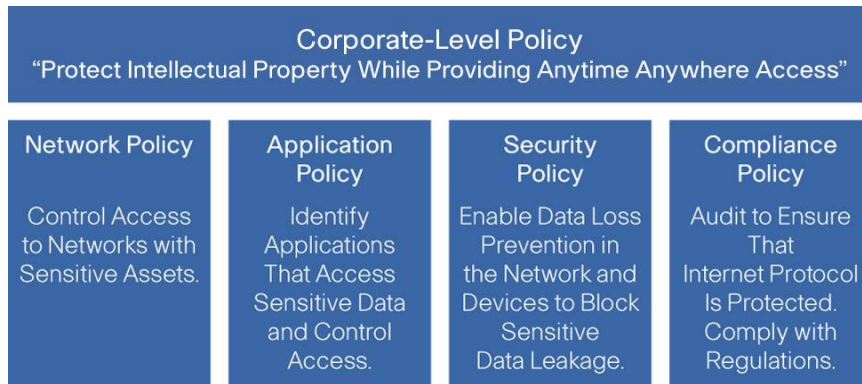 Corporate-Level Policy
“Protect Intellectual Property While Providing Anytime Anywhere Access”
Network Policy
Control Access
to Networks with
Sensitive Assets.
Application
Policy
Identify
Applications
That Access
Sensitive Data
and Control
Access.
Security
Policy
Enable Data Loss
Prevention in
the Network and
Devices to Block
Sensitive
Data Leakage.
Compliance
Policy
Audit to Ensure
That
Internet Protocol
Is Protected.
Comply with
Regulations.